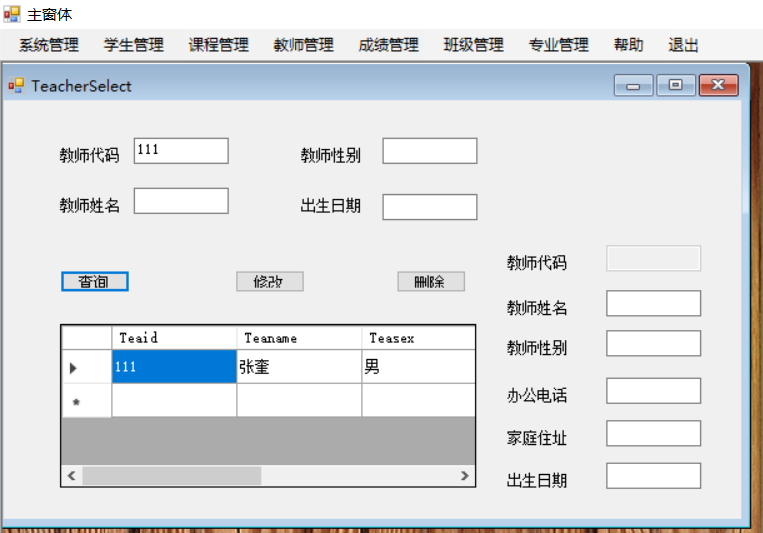 主窗体
系统管理 学生管理 课程管理 教师管理 成绩管理 班级管理 专业管理 帮助 退出
TeacherSelect
教师代码 111 教师性别
教师姓名 出生日期
查询 修改 删除
Teaid Teaname Teasex
111 张奎 男
教师代码
教师姓名
教师性别
办公电话
家庭住址
出生日期